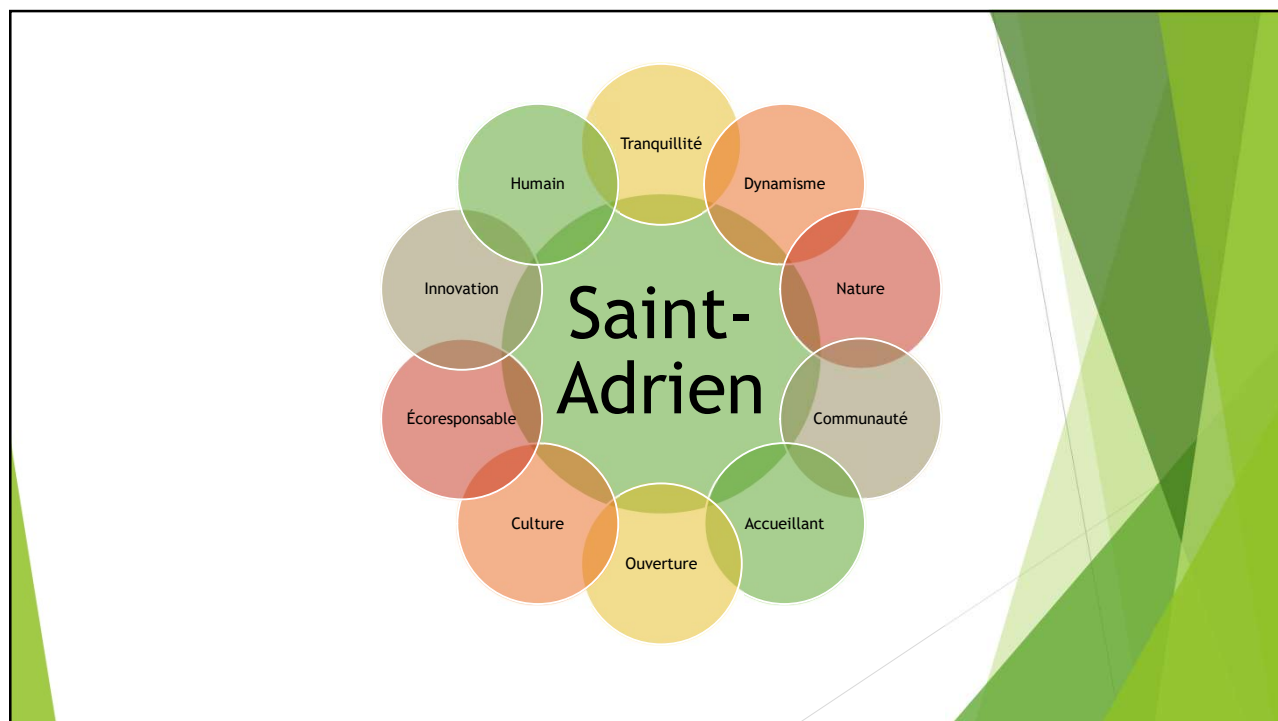 Saint-
Adrien
Tranquillité
Dynamisme
Nature
Communauté
Accueillant
Ouverture
Culture
Écoresponsable
Innovation
Humain